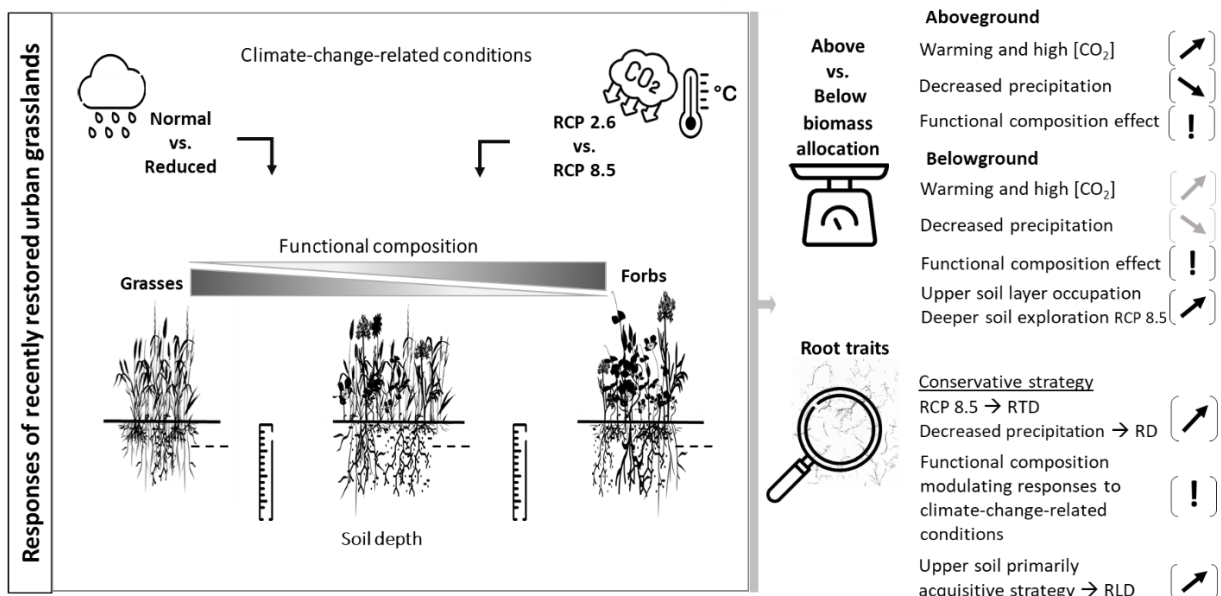 Responses of recently restored urban grasslands
Climate-change-related conditions
Normal
vs.
Reduced
CO₂
°C
RCP 2.6
vs.
RCP 8.5
Functional composition
Grasses
Forbs
Soil depth
Above
vs.
Below
biomass
allocation
Root traits
Aboveground
Warming and high [CO₂]
Decreased precipitation
Functional composition effect
!
Belowground
Warming and high [CO₂]
Decreased precipitation
Functional composition effect
!
Upper soil layer occupation
Deeper soil exploration RCP 8.5
Conservative strategy
RCP 8.5 → RTD
Decreased precipitation → RD
Functional composition
modulating responses to
climate-change-related
conditions
!
Upper soil primarily
acquisitive strategy → RLD